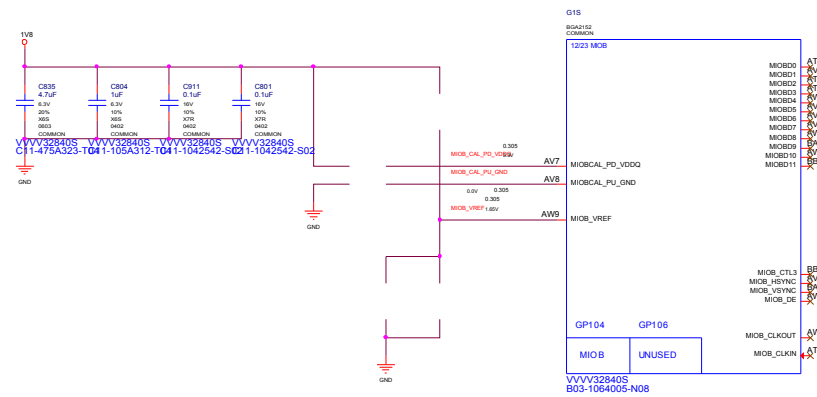 G1S
BGA2152
COMMON
12/23 MIOB
1V8
C835
4.7uF
6.3V
20%
X6S
0603
COMMON
C804
1uF
6.3V
10%
X6S
0402
COMMON
C911
0.1uF
16V
10%
X7R
0402
COMMON
C801
0.1uF
16V
10%
X7R
0402
COMMON
VVVV32840S
VVVV32840S
VVVV32840S
VVVV32840S
C11-1042542-S02
GND
GND
GND
MIOB_CAL_PD_VDDQ
0.305
MIOB_CAL_PU_GND
0.0V
0.305
0.305
MIOB_VREF
1.65V
AV7
MIOBCAL_PD_VDDQ
AV8
MIOBCAL_PU_GND
AW9
MIOB_VREF
MIOBD0
MIOBD1
MIOBD2
MIOBD3
MIOBD4
MIOBD5
MIOBD6
MIOBD7
MIOBD8
MIOBD9
MIOBD10
MIOBD11
MIOB_CTL3
MIOB_HSYNC
MIOB_VSYNC
MIOB_DE
MIOB_CLKOUT
MIOB_CLKIN
GP104
GP106
MIOB
UNUSED
VVVV32840S
B03-1064005-N08